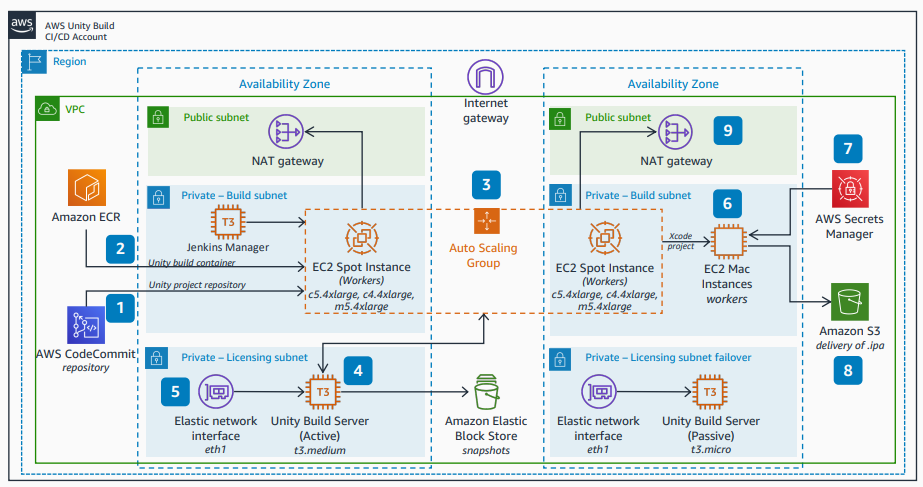 aws
AWS Unity Build
CI/CD Account
Region
Availability Zone
Availability Zone
Internet
gateway
VPC
Public subnet
NAT gateway
Public subnet
NAT gateway
9
7
AWS Secrets
Manager
Amazon ECR
2
Private – Build subnet
T3
Jenkins Manager
Unity build container
Unity project repository
EC2 Spot Instance
(Workers)
c5.4xlarge, c4.4xlarge,
m5.4xlarge
3
Auto Scaling
Group
Private – Build subnet
EC2 Spot Instance
(Workers)
c5.4xlarge, c4.4xlarge,
m5.4xlarge
Xcode
project
6
EC2 Mac
Instances
workers
1
AWS CodeCommit
repository
Amazon S3
delivery of .ipa
8
Private – Licensing subnet
5
Elastic network
interface
eth1
T3
4
Unity Build Server
(Active)
t3.medium
Amazon Elastic
Block Store
snapshots
Private – Licensing subnet failover
Elastic network
interface
eth1
T3
Unity Build Server
(Passive)
t3.micro